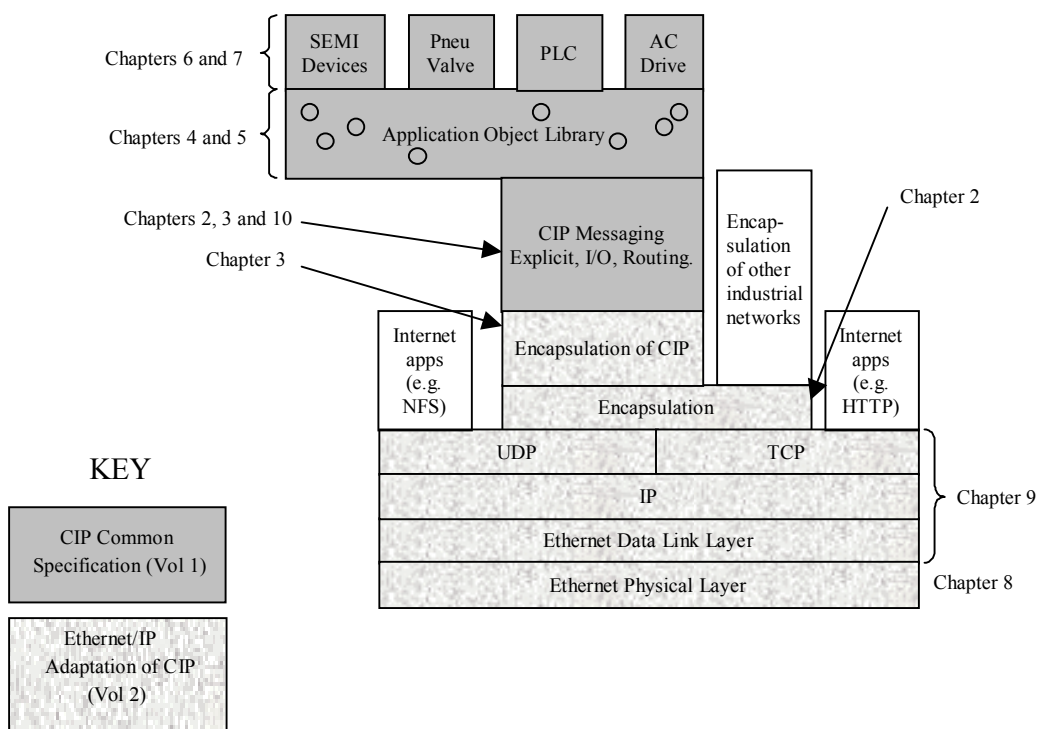 Chapters 6 and 7
SEMI
Devices
Pneu
Valve
PLC
AC
Drive
Chapters 4 and 5
Application Object Library
Chapter 2
Chapters 2, 3 and 10
CIP Messaging
Explicit, I/O, Routing.
Encap-
sulation
of other
industrial
networks
Chapter 3
Internet
apps
(e.g.
NFS)
Encapsulation of CIP
Internet
apps
(e.g.
HTTP)
Encapsulation
UDP
TCP
IP
Ethernet Data Link Layer
Ethernet Physical Layer
Chapter 9
Chapter 8
KEY
CIP Common
Specification (Vol 1)
Ethernet/IP
Adaptation of CIP
(Vol 2)